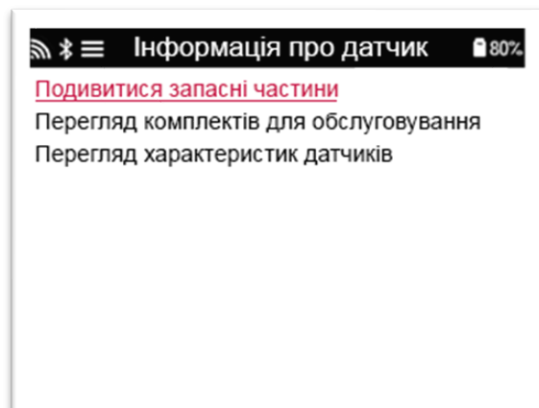 Інформація про датчик 80%
Подивитися запасні частини
Перегляд комплектів для обслуговування
Перегляд характеристик датчиків